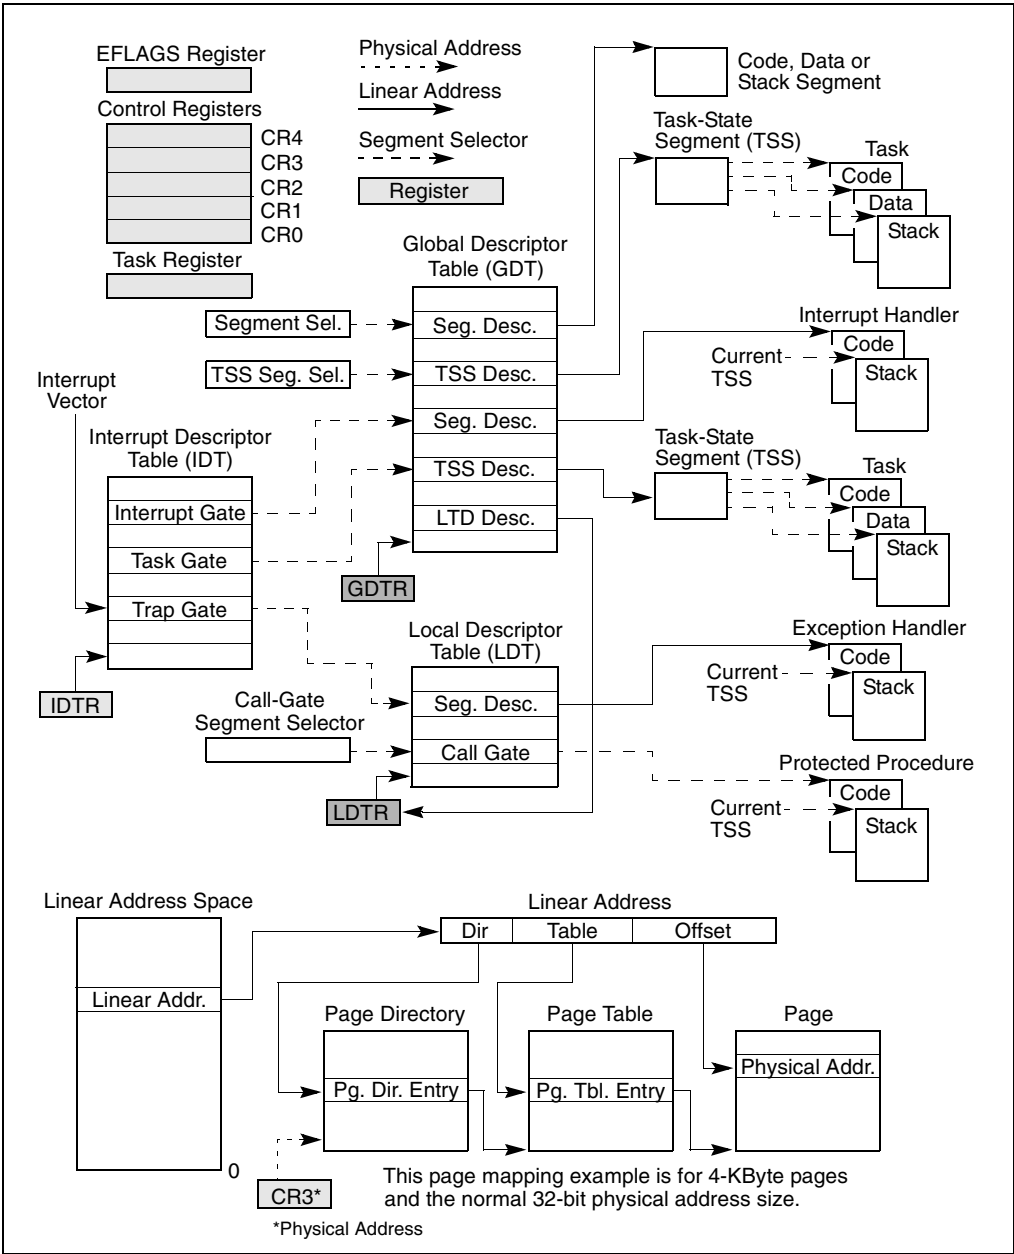 EFLAGS Register
Control Registers
CR4
CR3
CR2
CR1
CR0
Task Register
Physical Address
Linear Address
Segment Selector
Register
Code, Data or
Stack Segment
Task-State
Segment (TSS)
Task
Code
Data
Stack
Global Descriptor
Table (GDT)
Segment Sel.
Seg. Desc.
TSS Seg. Sel.
TSS Desc.
Seg. Desc.
TSS Desc.
LTD Desc.
GDTR
Interrupt Handler
Code
Current
TSS
Stack
Interrupt
Vector
Interrupt Descriptor
Table (IDT)
Interrupt Gate
Task Gate
Trap Gate
IDTR
Task-State
Segment (TSS)
Task
Code
Data
Stack
Local Descriptor
Table (LDT)
Seg. Desc.
Call Gate
Call-Gate
Segment Selector
LDTR
Exception Handler
Code
Current
TSS
Stack
Protected Procedure
Code
Current
TSS
Stack
Linear Address Space
Linear Addr.
0
Linear Address
Dir
Table
Offset
Page Directory
Pg. Dir. Entry
Page Table
Pg. Tbl. Entry
Page
Physical Addr.
CR3*
*Physical Address
This page mapping example is for 4-KByte pages
and the normal 32-bit physical address size.